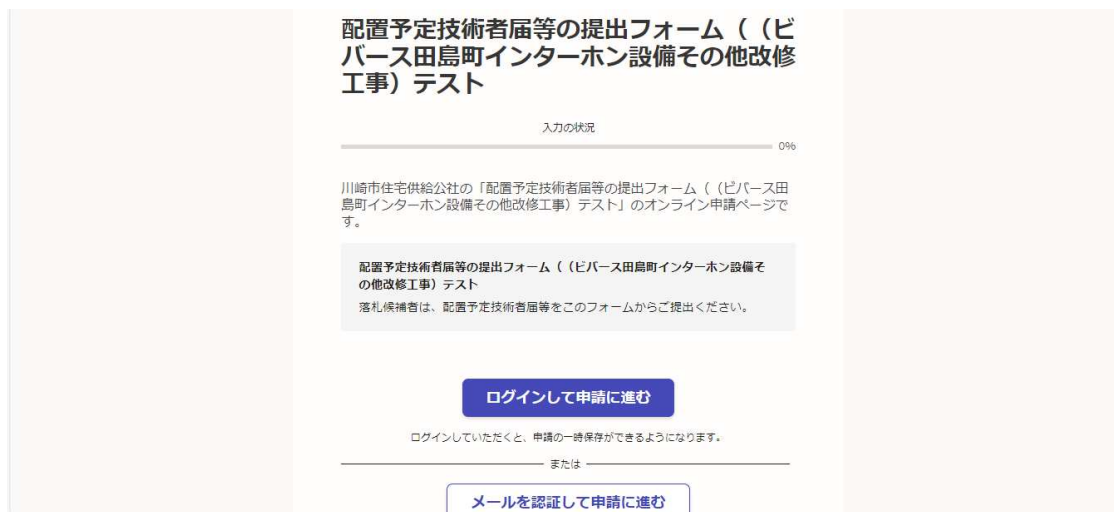 配置予定技術者届等の提出フォーム（（ビ
バース田島町インターホン設備その他改修
工事）テスト
入力の状況
0%
川崎市住宅供給公社の「配置予定技術者届等の提出フォーム（（ビバース田
島町インターホン設備その他改修工事）テスト」のオンライン申請ページで
す。
配置予定技術者届等の提出フォーム（（ビバース田島町インターホン設備そ
の他改修工事）テスト
落札候補者は、配置予定技術者届等をこのフォームからご提出ください。
ログインして申請に進む
ログインしていただくと、申請の一時保存ができるようになります。
または
メールを認証して申請に進む